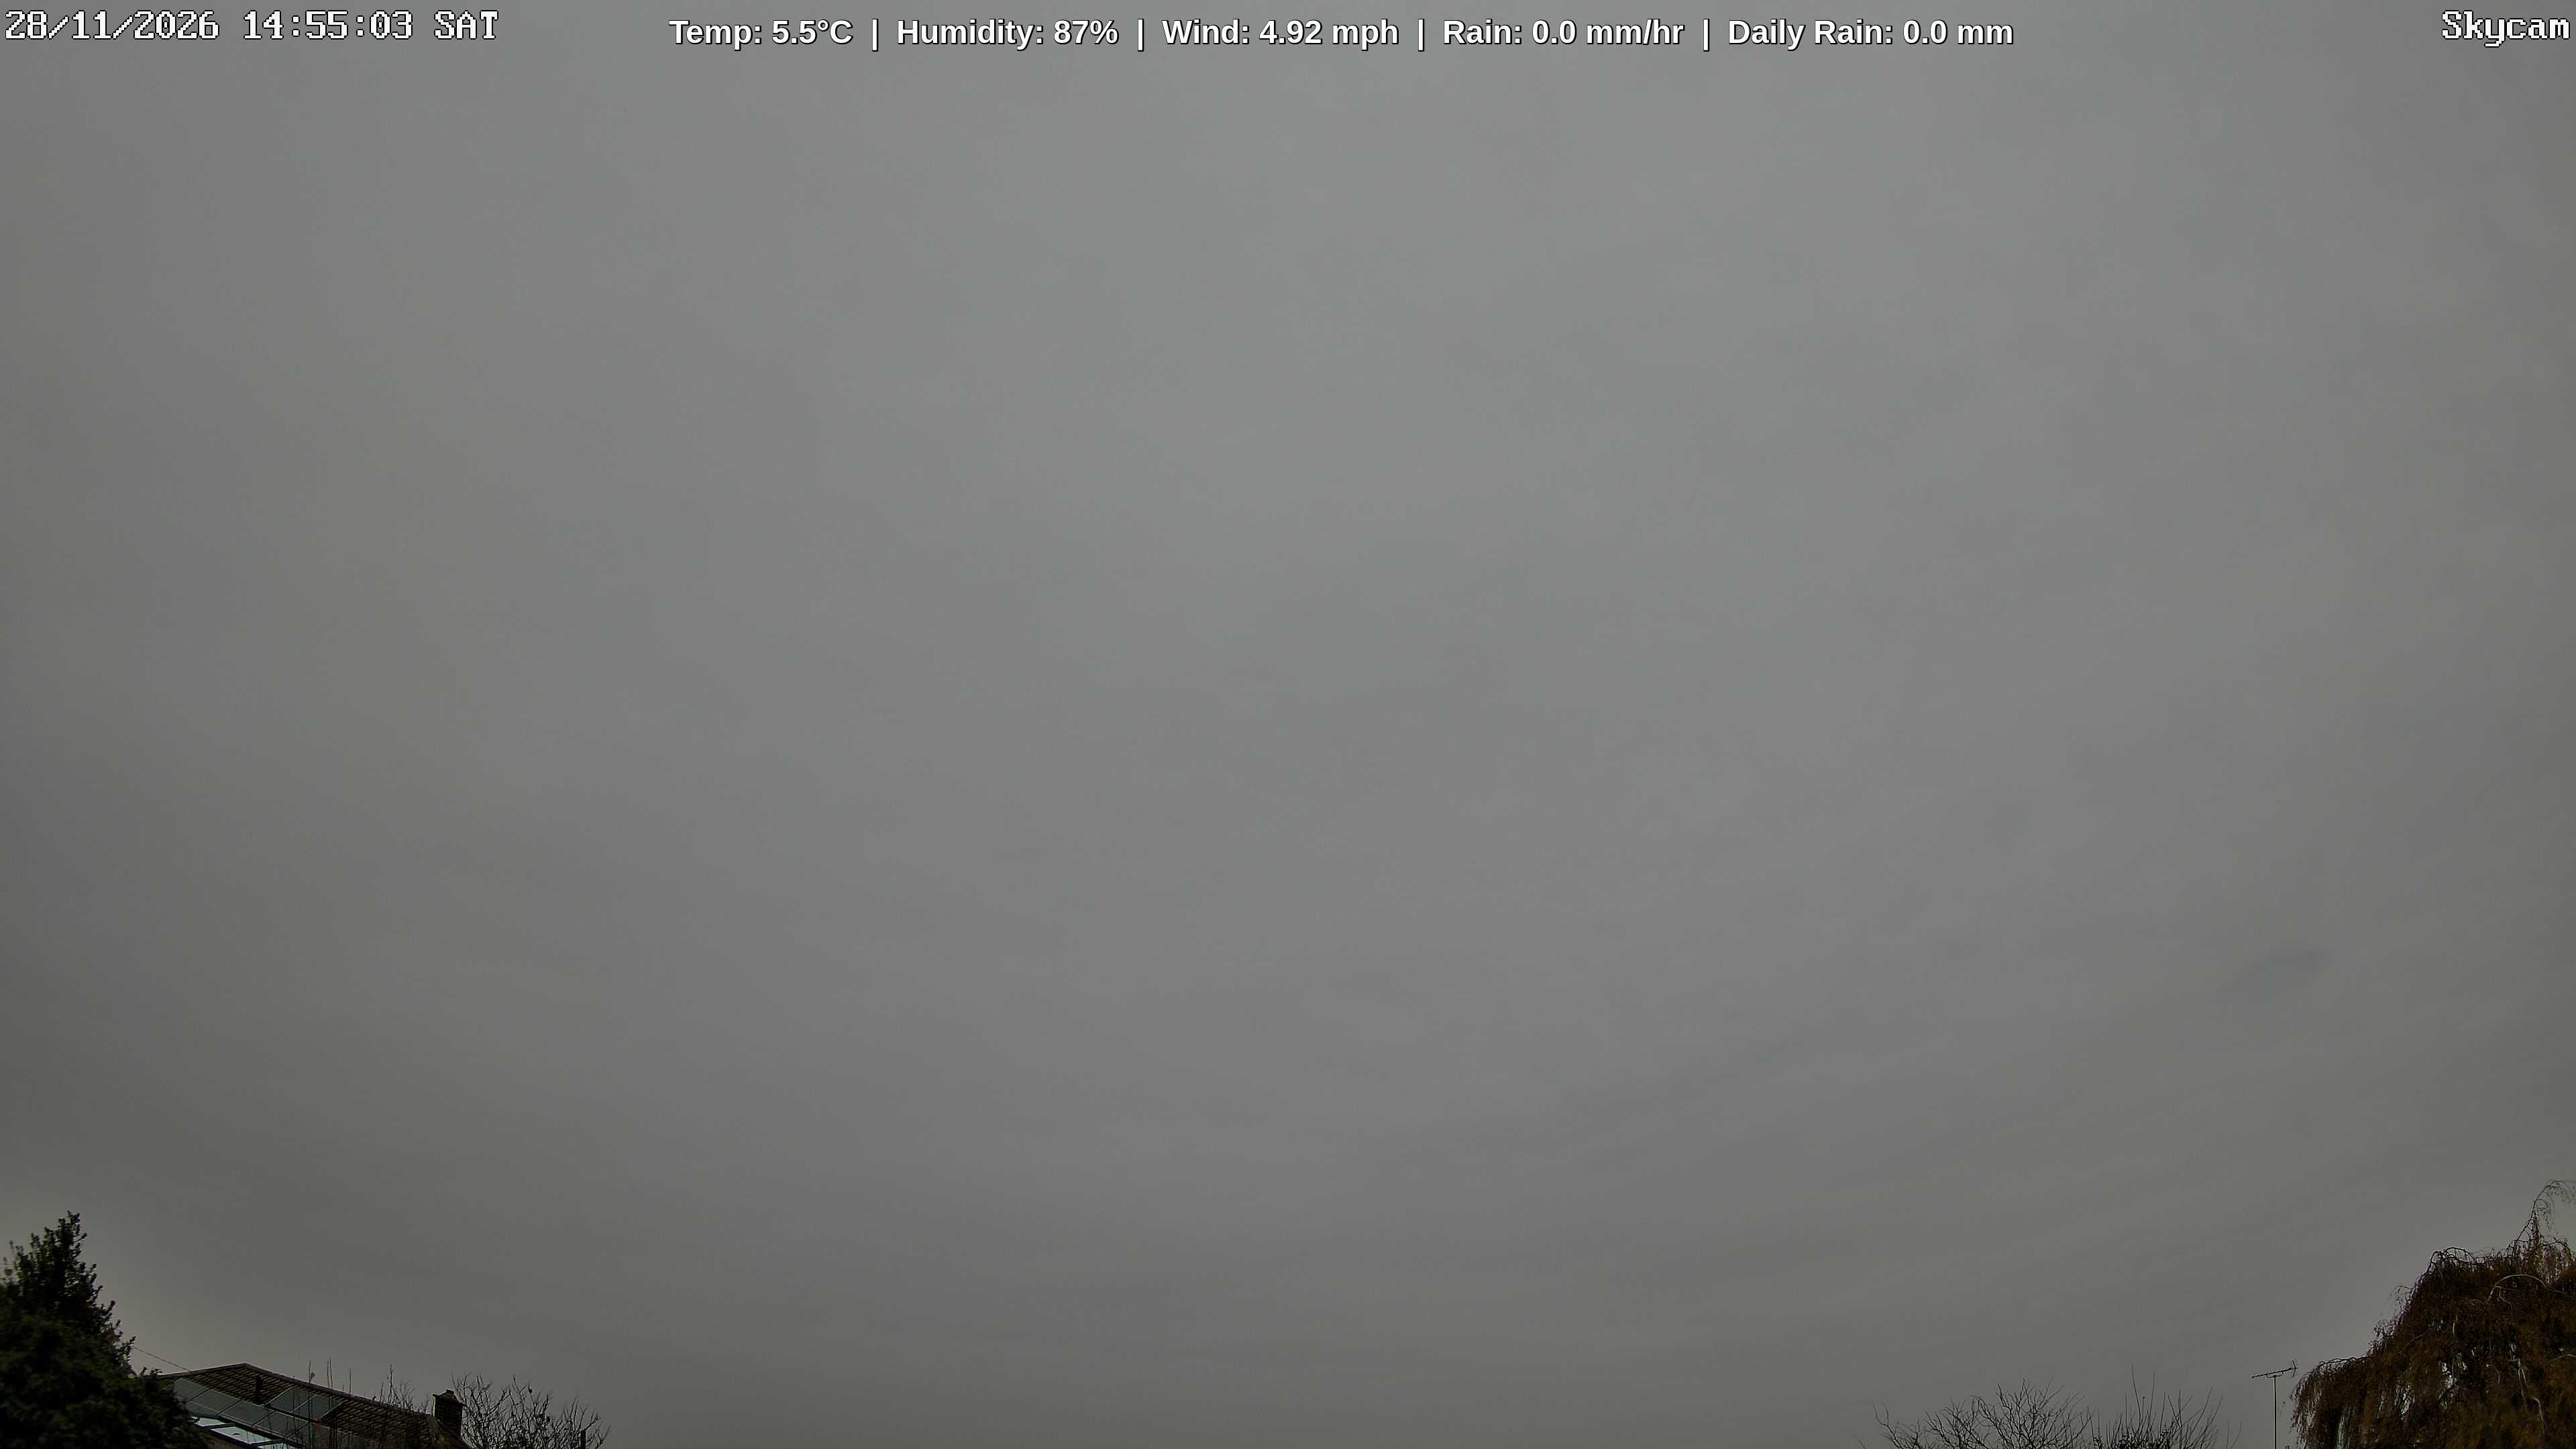 28/11/2026 14:55:03 SAT
Temp: 5.5°C | Humidity: 87% | Wind: 4.92 mph | Rain: 0.0 mm/hr | Daily Rain: 0.0 mm
Skycam